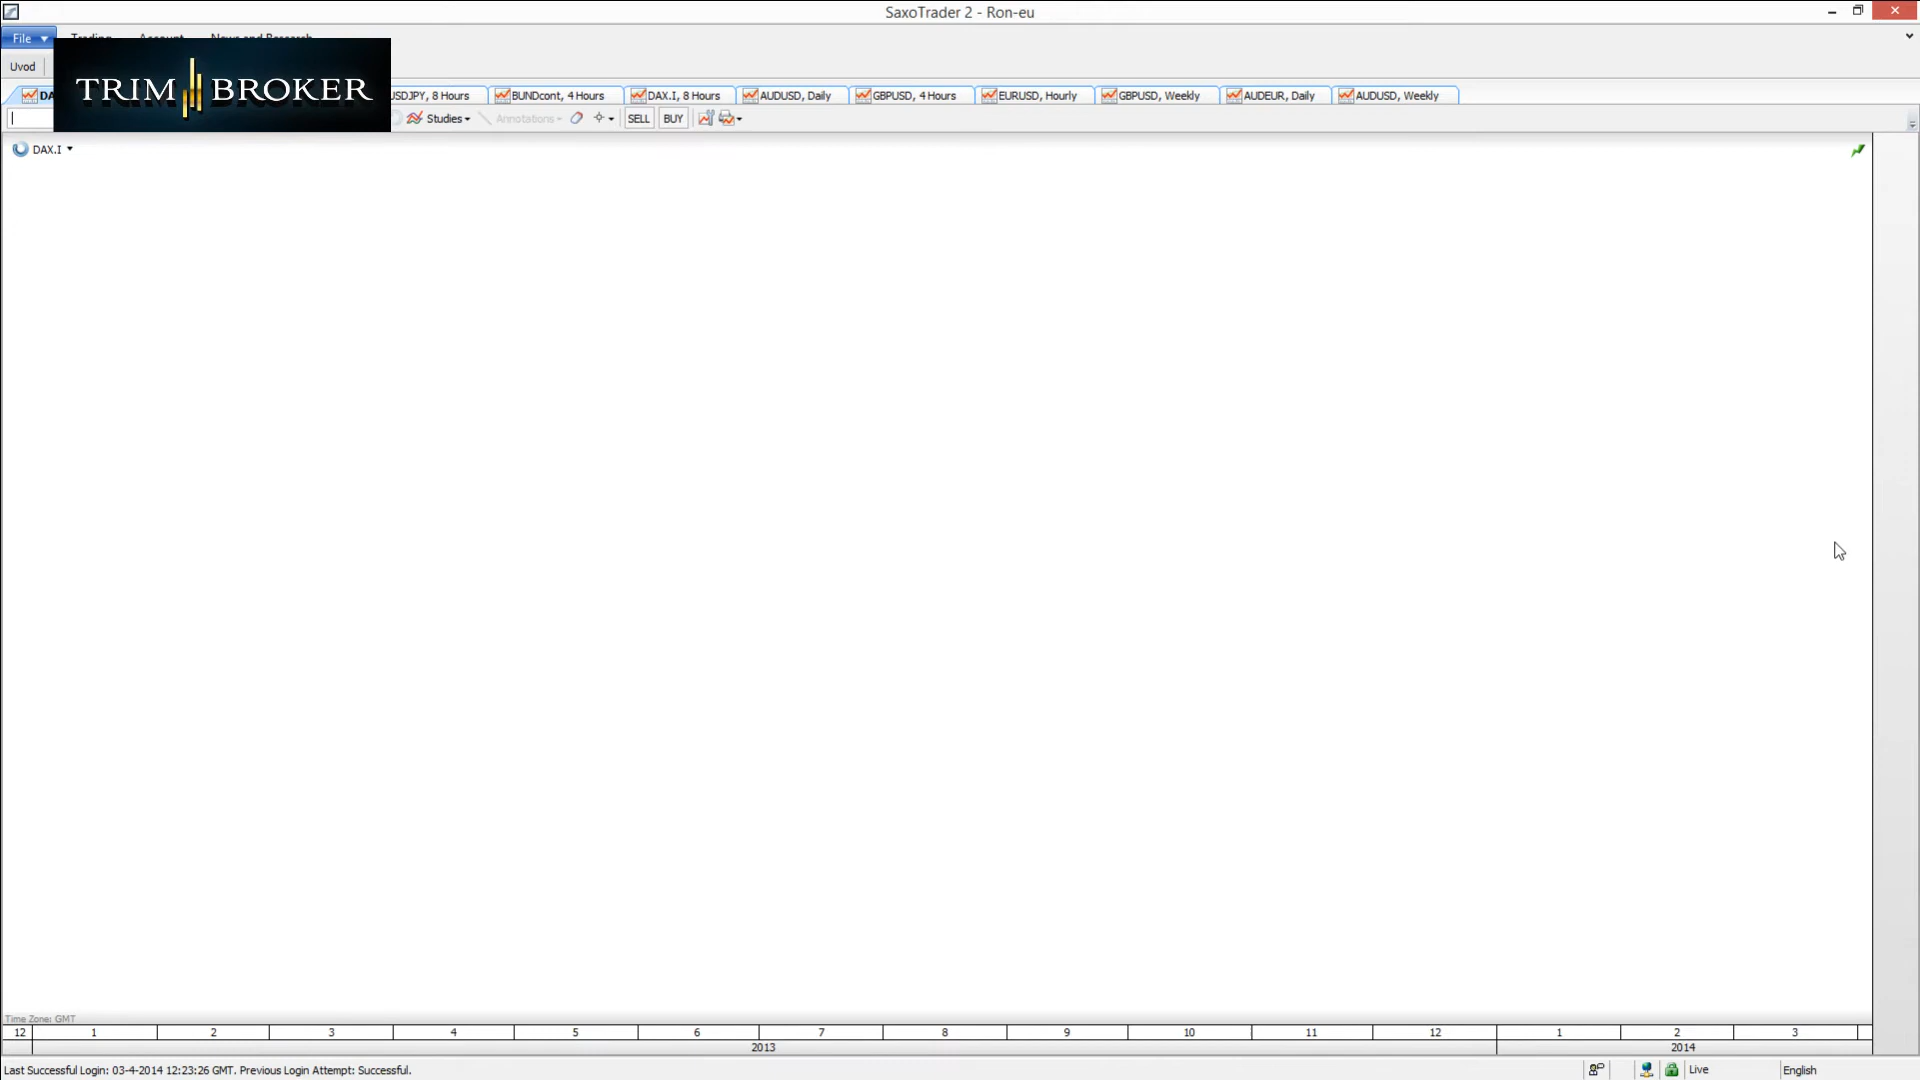 SaxoTrader 2 - Ron-eu
File
Uvod
TRIM BROKER
DA
SDJPY, 8 Hours
BUNDcont, 4 Hours
DAX.I, 8 Hours
AUDUSD, Daily
GBPUSD, 4 Hours
EURUSD, Hourly
GBPUSD, Weekly
AUDEUR, Daily
AUDUSD, Weekly
Studies
Annotations
SELL
BUY
DAX.I
Time Zone: GMT
12 1 2 3 4 5 6 7 8 9 10 11 12 1 2 3
2013 2014
Last Successful Login: 03-4-2014 12:23:26 GMT. Previous Login Attempt: Successful.
Live
English